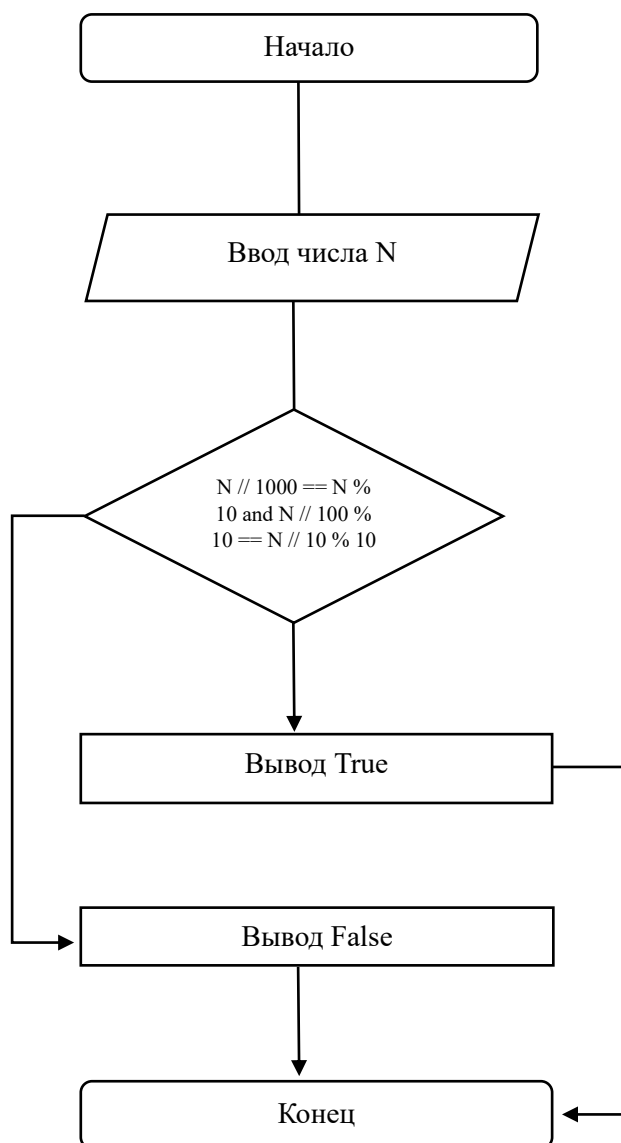 Начало
Ввод числа N
N // 1000 == N %
10 and N // 100 %
10 == N // 10 % 10
Вывод True
Вывод False
Конец